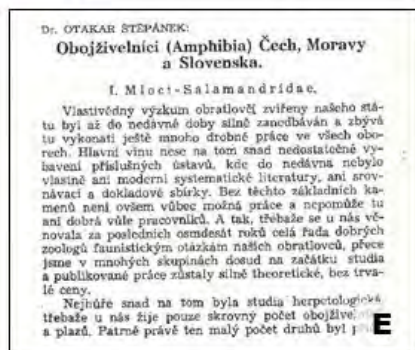 Dr. OTAKAR ŠTĚPÁNEK:
Obojživelníci (Amphibia) Čech, Moravy
a Slovenska.
I. Mloci-Salamandridae.
Vlastivědný výzkum obratlovčí zvířeny našeho stá-
tu byl až do nedávné doby silně zanedbáván a zbývá
tu vykonati ještě mnoho drobné práce ve všech obo-
rech. Hlavní vinu nese na tom snad nedostatečné vy-
bavení příslušných ústavů, kde do nedávna nebylo
vlastně ani moderní systematické literatury, ani srov-
návací a dokladové sbírky. Bez těchto základních ka-
menů není ovšem vůbec možná práce a nepomůže tu
ani dobrá vůle pracovníků. A tak, třebaže se u nás vě-
novala za posledních osmdesát roků celá řada dobrých
zoologů faunistickým otázkám našich obratlovců, přece
jsme v mnohých skupinách dosud na začátku studia
a publikované práce zůstaly silně theoretické, bez trva-
lé ceny.
Nejhůře snad na tom byla studia herpetologická
třebaže u nás žije pouze skrovný počet obojžive
a plazů. Patrně právě ten malý počet druhů byl
E